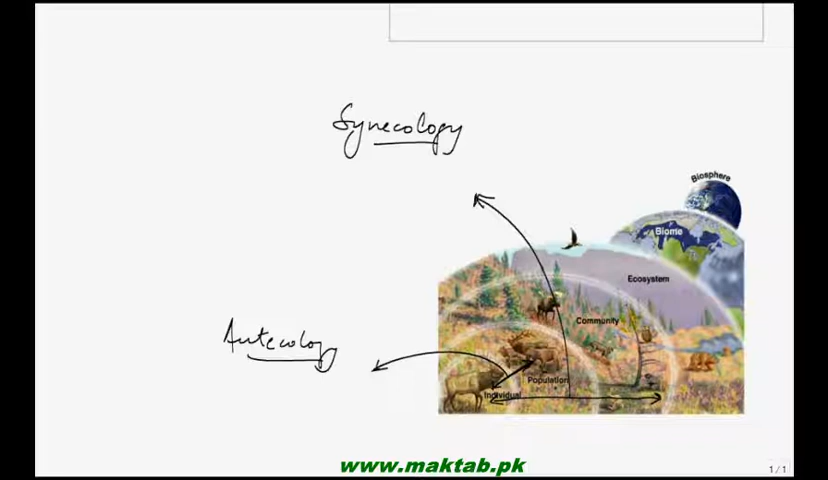 Synecology
Biosphere
Biome
Ecosystem
Community
Autecology
Population
Individual
www.maktab.pk
1/1